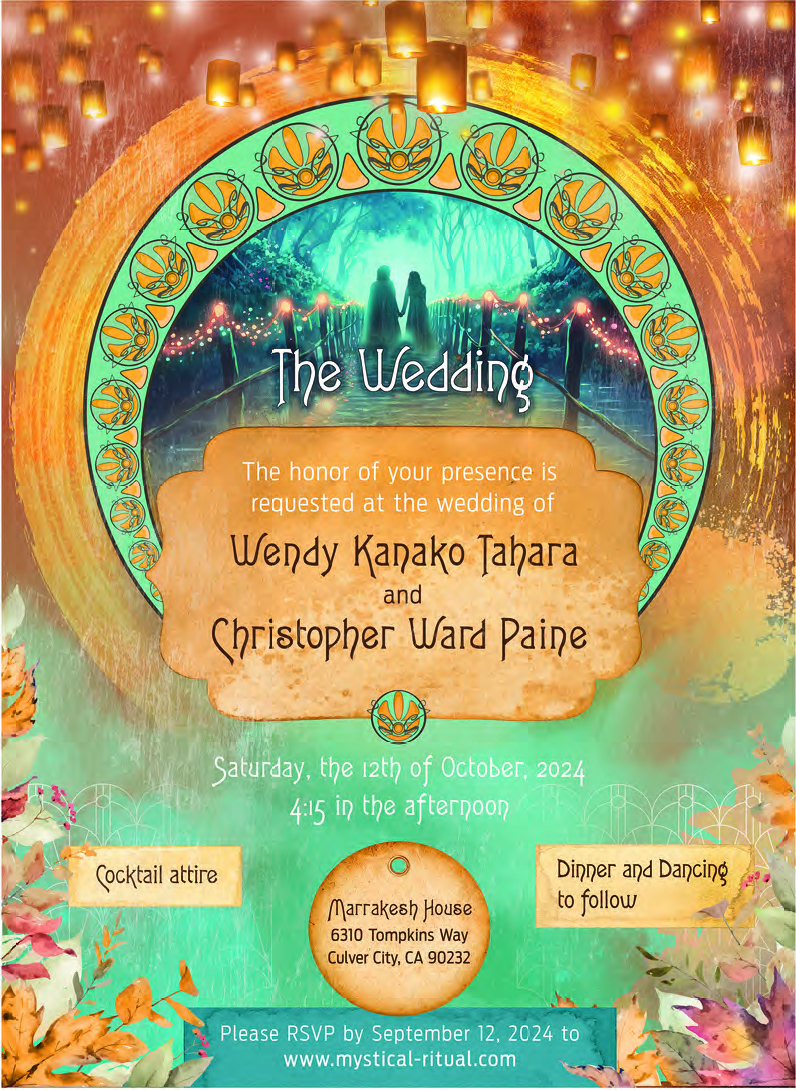 The Wedding
The honor of your presence is
requested at the wedding of
Wendy Kanako Tahara
and
Christopher Ward Paine
Saturday, the 12th of October, 2024
4:15 in the afternoon
Cocktail attire
Marrakesh House
6310 Tompkins Way
Culver City, CA 90232
Dinner and Dancing
to follow
Please RSVP by September 12, 2024 to
www.mystical-ritual.com